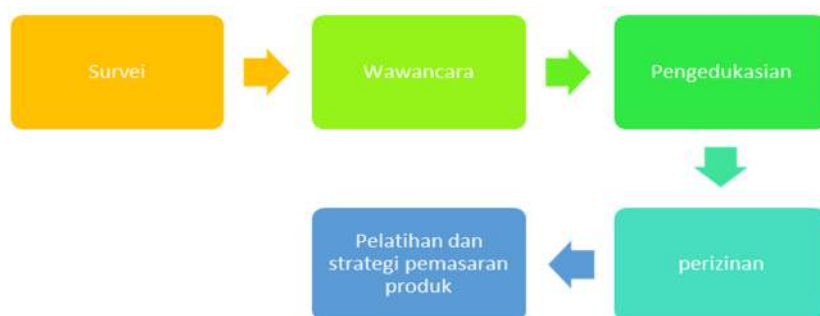 Survei
Wawancara
Pengedukasian
perizinan
Pelatihan dan
strategi pemasaran
produk